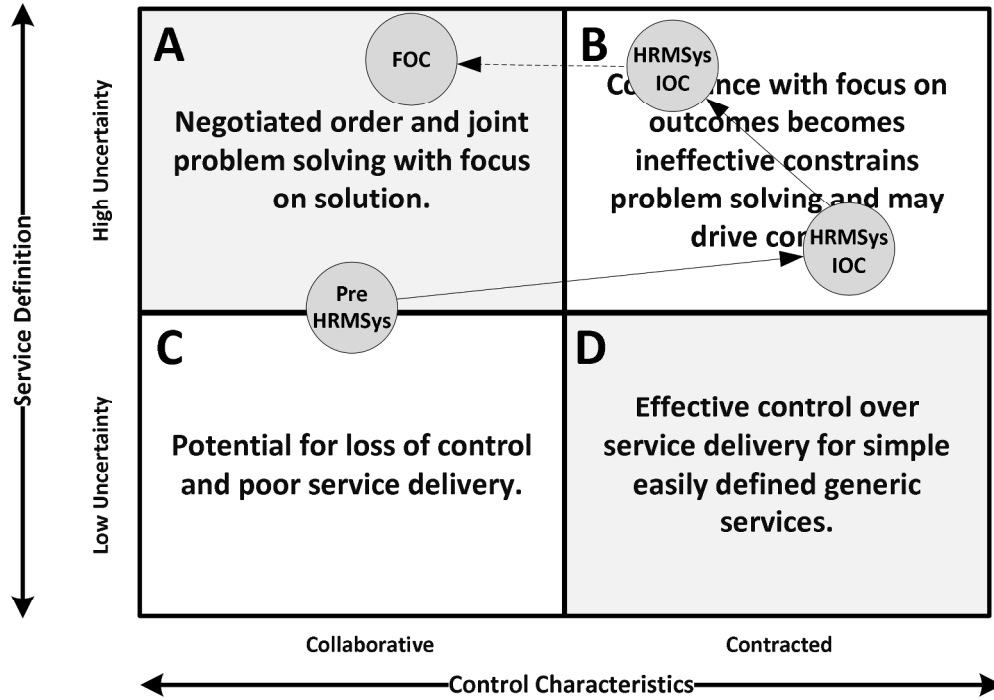 A
FOC
Negotiated order and joint
problem solving with focus
on solution.
B
HRMSys
IOC
with focus on
outcomes becomes
ineffective constrains
problem solving and may
drive
HRMSys
IOC
Pre
HRMSys
C
Potential for loss of control
and poor service delivery.
D
Effective control over
service delivery for simple
easily defined generic
services.
High Uncertainty
Service Definition
Low Uncertainty
Collaborative
Contracted
Control Characteristics